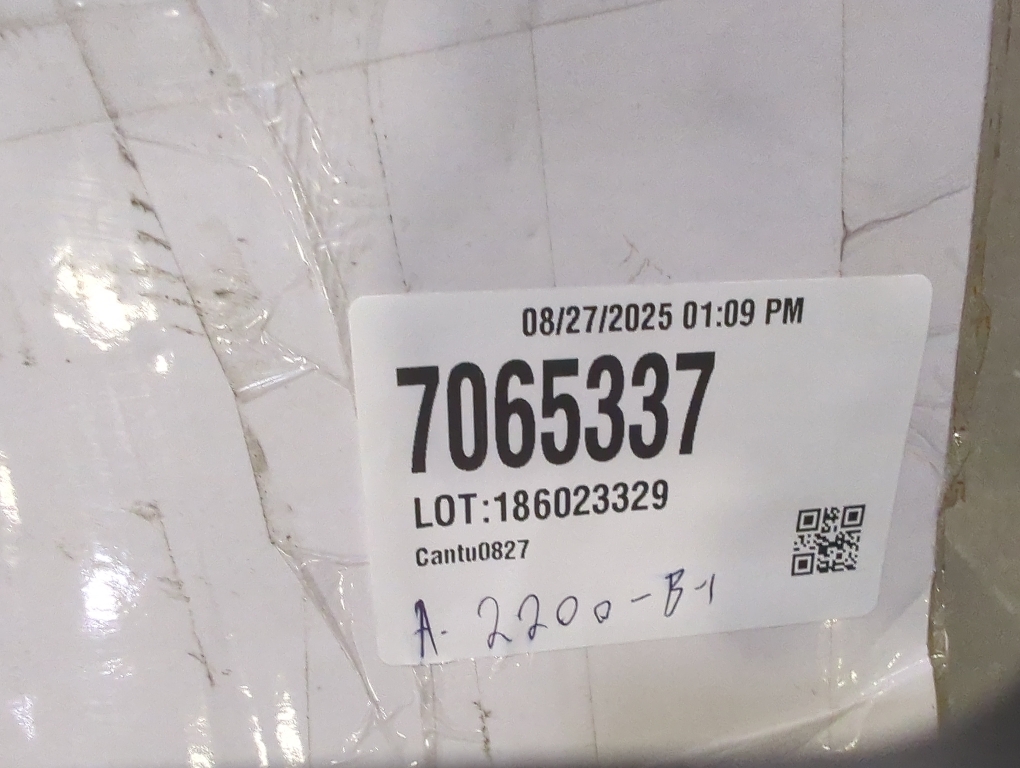 08/27/2025 01:09 PM
7065337
LOT:186023329
Cantu0827
A. 2200-B-1